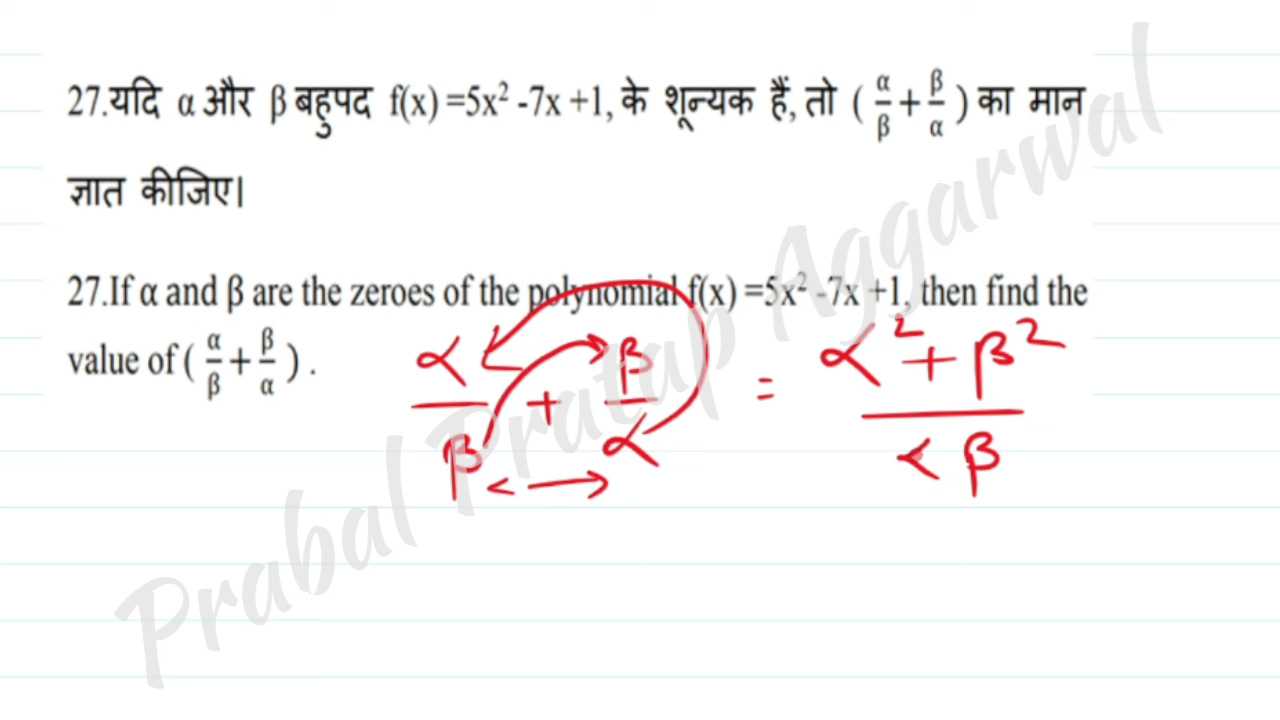 27.यदि α और β बहुपद f(x) =5x² -7x +1, के शून्यक हैं, तो ( α/β + β/α ) का मान
ज्ञात कीजिए।
27.If α and β are the zeroes of the polynomial f(x) =5x² -7x +1, then find the
value of ( α/β + β/α ) .
α/β + β/α = α² + β² / αβ
Prabal Pratap Aggarwal